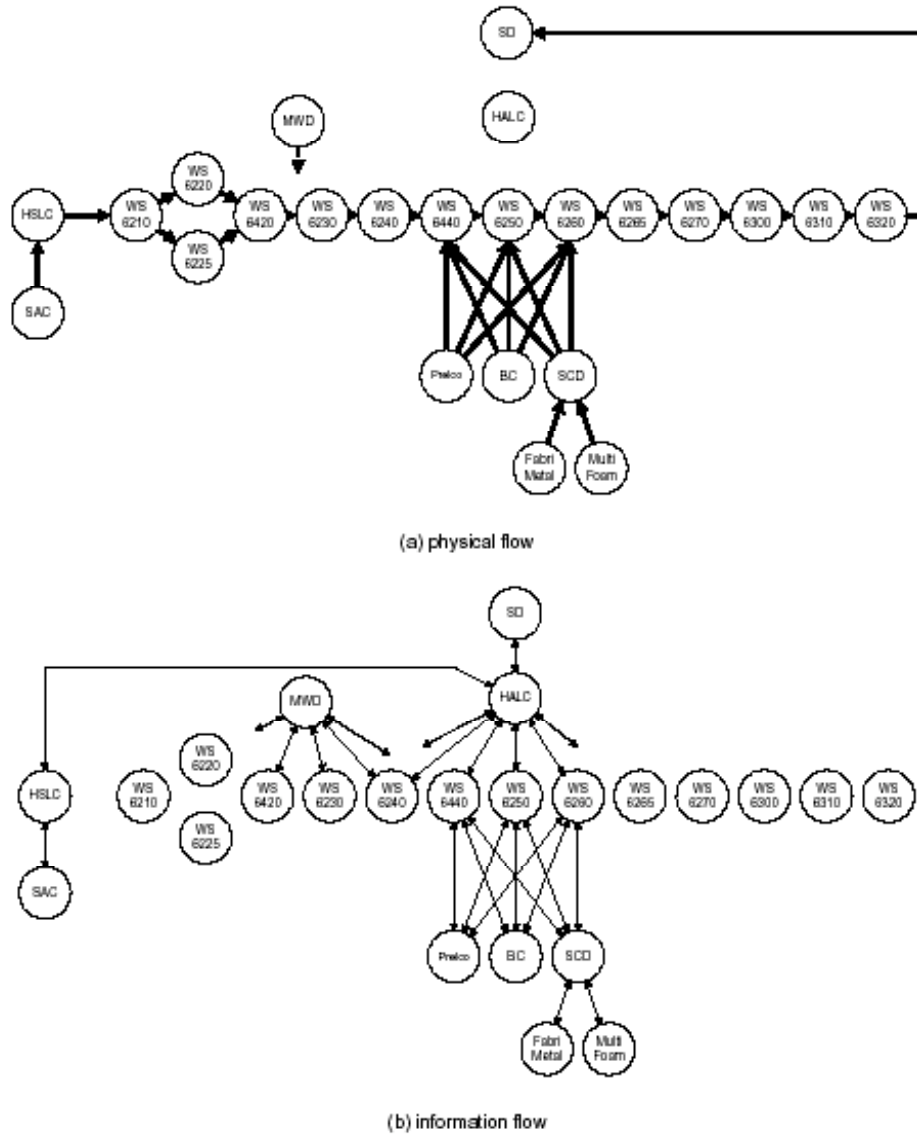 SD
HALC
MWD
WS
6220
HSLC
WS
6210
WS
6420
WS
6230
WS
6240
WS
6440
WS
6250
WS
6260
WS
6265
WS
6270
WS
6300
WS
6310
WS
6320
WS
6225
SAC
Prelco
BC
SCD
Fabri
Metal
Multi
Foam
(a) physical flow
SD
HALC
MWD
WS
6220
HSLC
WS
6210
WS
6420
WS
6230
WS
6240
WS
6440
WS
6250
WS
6260
WS
6265
WS
6270
WS
6300
WS
6310
WS
6320
WS
6225
SAC
Prelco
BC
SCD
Fabri
Metal
Multi
Foam
(b) information flow